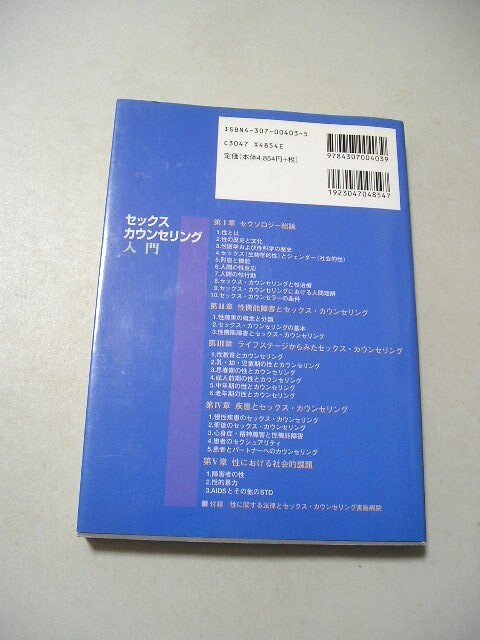 ISBN4-307-00403-5
C3047 ¥4854E
定価(本体4,854円+税)
9784307004039
1923047048547
セックス
カウンセリング
入門
第Ⅰ章 セクソロジー総論
1.性とは
2.性の歴史と文化
3.性医学および性科学の歴史
4.セックス(生物学的性)とジェンダー(社会的性)
5.形態と機能
6.人間の性反応
7.人間の性行動
8.セックス・カウンセリングと性治療
9.セックス・カウンセリングにおける人間理解
10.セックス・カウンセラーの条件
第Ⅱ章 性機能障害とセックス・カウンセリング
1.性障害の概念と分類
2.セックス・カウンセリングの基本
3.性機能障害とセックス・カウンセリング
第Ⅲ章 ライフステージからみたセックス・カウンセリング
1.性教育とカウンセリング
2.乳・幼・児童期の性とカウンセリング
3.思春期の性とカウンセリング
4.成人前期の性とカウンセリング
5.中年期の性とカウンセリング
6.老年期の性とカウンセリング
第Ⅳ章 疾患とセックス・カウンセリング
1.慢性疾患のセックス・カウンセリング
2.術後のセックス・カウンセリング
3.心身症・精神障害と性機能障害
4.患者のセクシュアリティ
5.患者とパートナーへのカウンセリング
第Ⅴ章 性における社会的課題
1.障害者の性
2.性的暴力
3.AIDSとその他のSTD
■付録 性に関する法律とセックス・カウンセリング実施病院